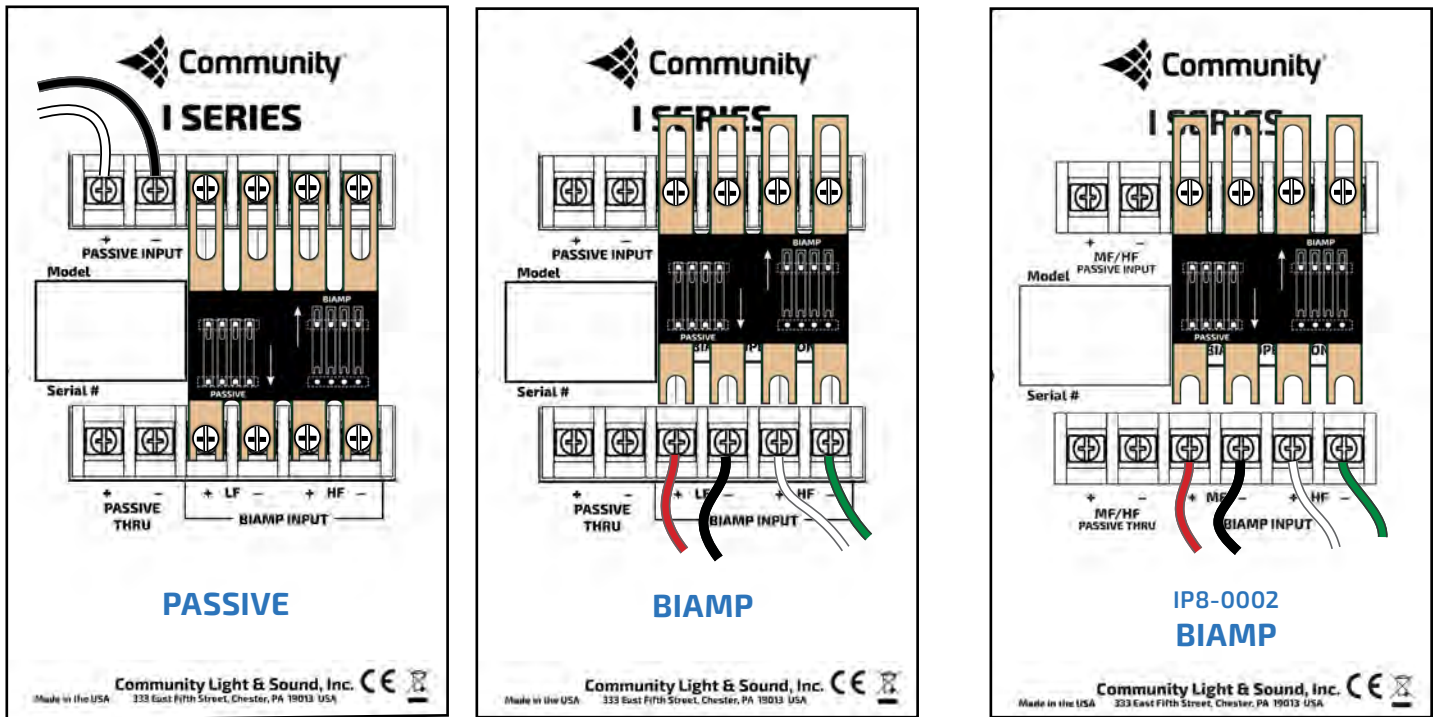 Community
I SERIES
+ −
PASSIVE INPUT
Model
BIAMP
PASSIVE
Serial #
+ − + LF − + HF −
PASSIVE
THRU
BIAMP INPUT
PASSIVE
Community Light & Sound, Inc. CE
Made in the USA 333 East Fifth Street, Chester, PA 19013 USA
Community
I SERIES
+ −
PASSIVE INPUT
Model
BIAMP
PASSIVE
Serial #
+ − + − + HF −
PASSIVE
THRU
BIAMP INPUT
BIAMP
Community Light & Sound, Inc. CE
Made in the USA 333 East Fifth Street, Chester, PA 19013 USA
Community
I SERIES
+ −
MF/HF
PASSIVE INPUT
Model
BIAMP
PASSIVE
Serial #
+ − + − + HF
MF/HF
PASSIVE THRU
BIAMP INPUT
IP8-0002
BIAMP
Community Light & Sound, Inc. CE
Made in the USA 333 East Fifth Street, Chester, PA 19013 USA